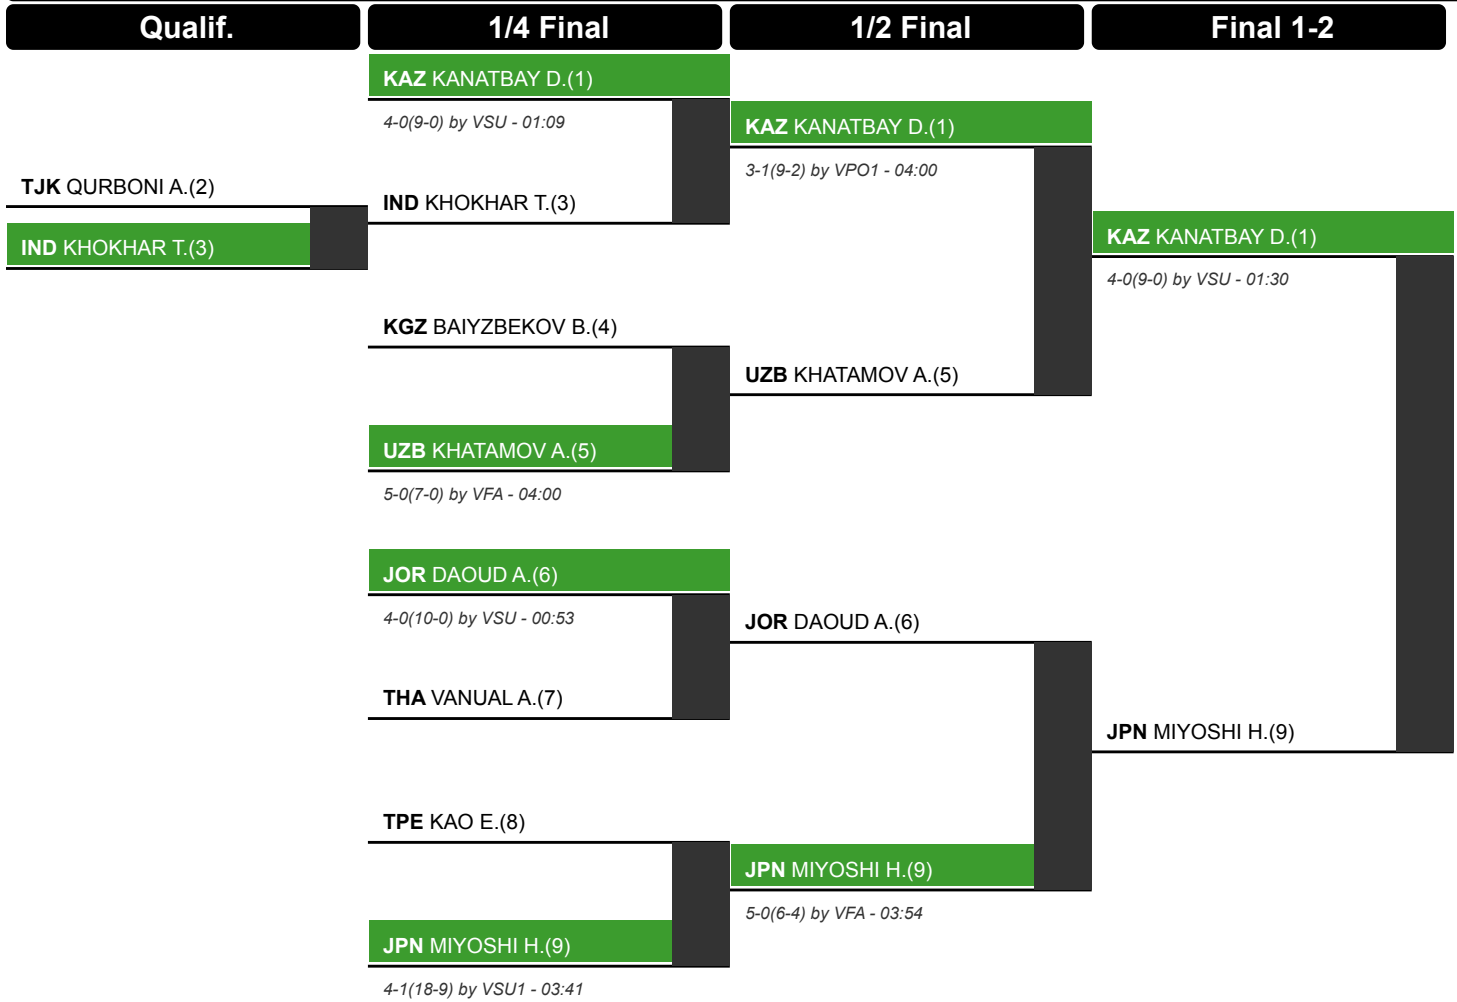 Qualif.
1/4 Final
1/2 Final
Final 1-2
TJK QURBONI A.(2)
IND KHOKHAR T.(3)
KAZ KANATBAY D.(1)
4-0(9-0) by VSU - 01:09
IND KHOKHAR T.(3)
KGZ BAIYZBEKOV B.(4)
UZB KHATAMOV A.(5)
5-0(7-0) by VFA - 04:00
JOR DAOUD A.(6)
4-0(10-0) by VSU - 00:53
THA VANUAL A.(7)
TPE KAO E.(8)
JPN MIYOSHI H.(9)
4-1(18-9) by VSU1 - 03:41
KAZ KANATBAY D.(1)
3-1(9-2) by VPO1 - 04:00
UZB KHATAMOV A.(5)
JOR DAOUD A.(6)
JPN MIYOSHI H.(9)
5-0(6-4) by VFA - 03:54
KAZ KANATBAY D.(1)
4-0(9-0) by VSU - 01:30
JPN MIYOSHI H.(9)